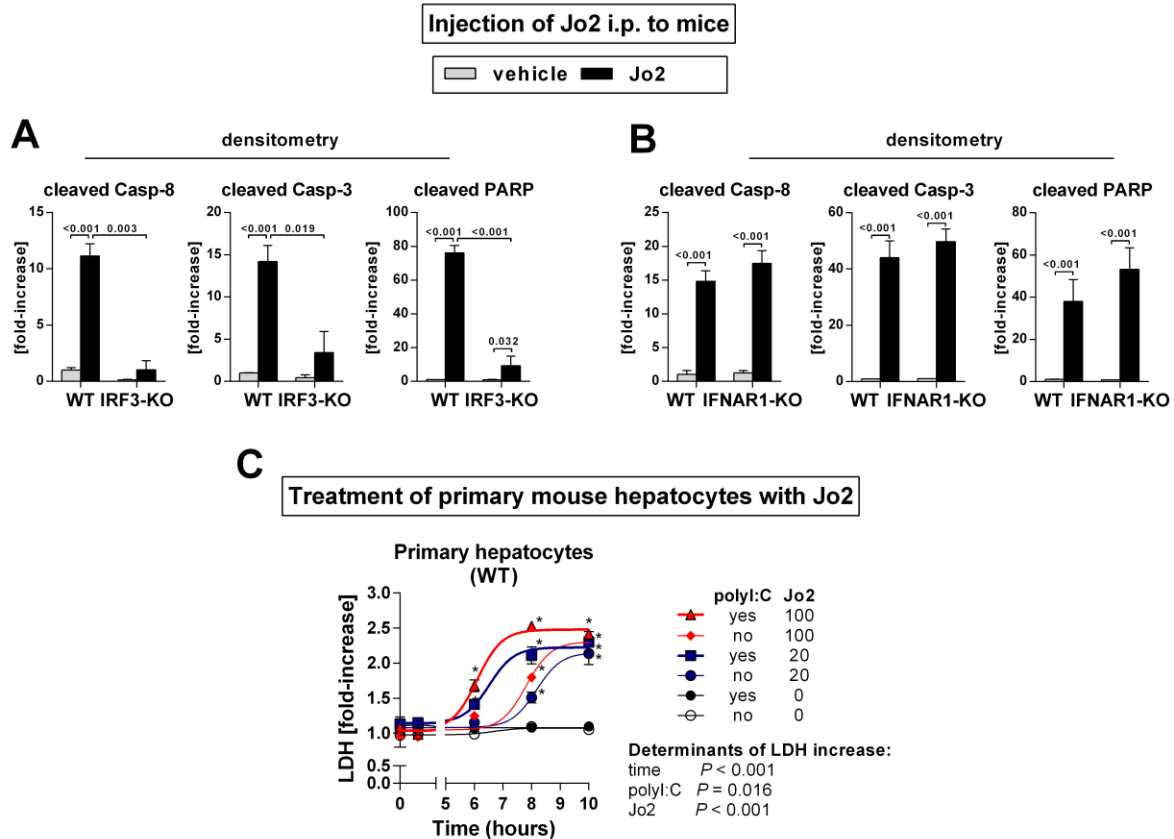 Injection of Jo2 i.p. to mice
vehicle Jo2
A
densitometry
cleaved Casp-8
[fold-increase]
15
10
5
0
<0.001 0.003
WT IRF3-KO
cleaved Casp-3
[fold-increase]
20
15
10
5
0
<0.001 0.019
WT IRF3-KO
cleaved PARP
[fold-increase]
100
80
60
40
20
0
<0.001 <0.001
0.032
WT IRF3-KO
B
densitometry
cleaved Casp-8
[fold-increase]
25
20
15
10
5
0
<0.001
<0.001
WT IFNAR1-KO
cleaved Casp-3
[fold-increase]
60
40
20
0
<0.001
<0.001
WT IFNAR1-KO
cleaved PARP
[fold-increase]
80
60
40
20
0
<0.001
<0.001
WT IFNAR1-KO
C
Treatment of primary mouse hepatocytes with Jo2
Primary hepatocytes
(WT)
LDH [fold-increase]
3.0
2.5
2.0
1.5
1.0
0.5
0.0
* * * * * * * * *
0 5 6 7 8 9 10
Time (hours)
polyI:C Jo2
yes 100
no 100
yes 20
no 20
yes 0
no 0
Determinants of LDH increase:
time P < 0.001
polyI:C P = 0.016
Jo2 P < 0.001